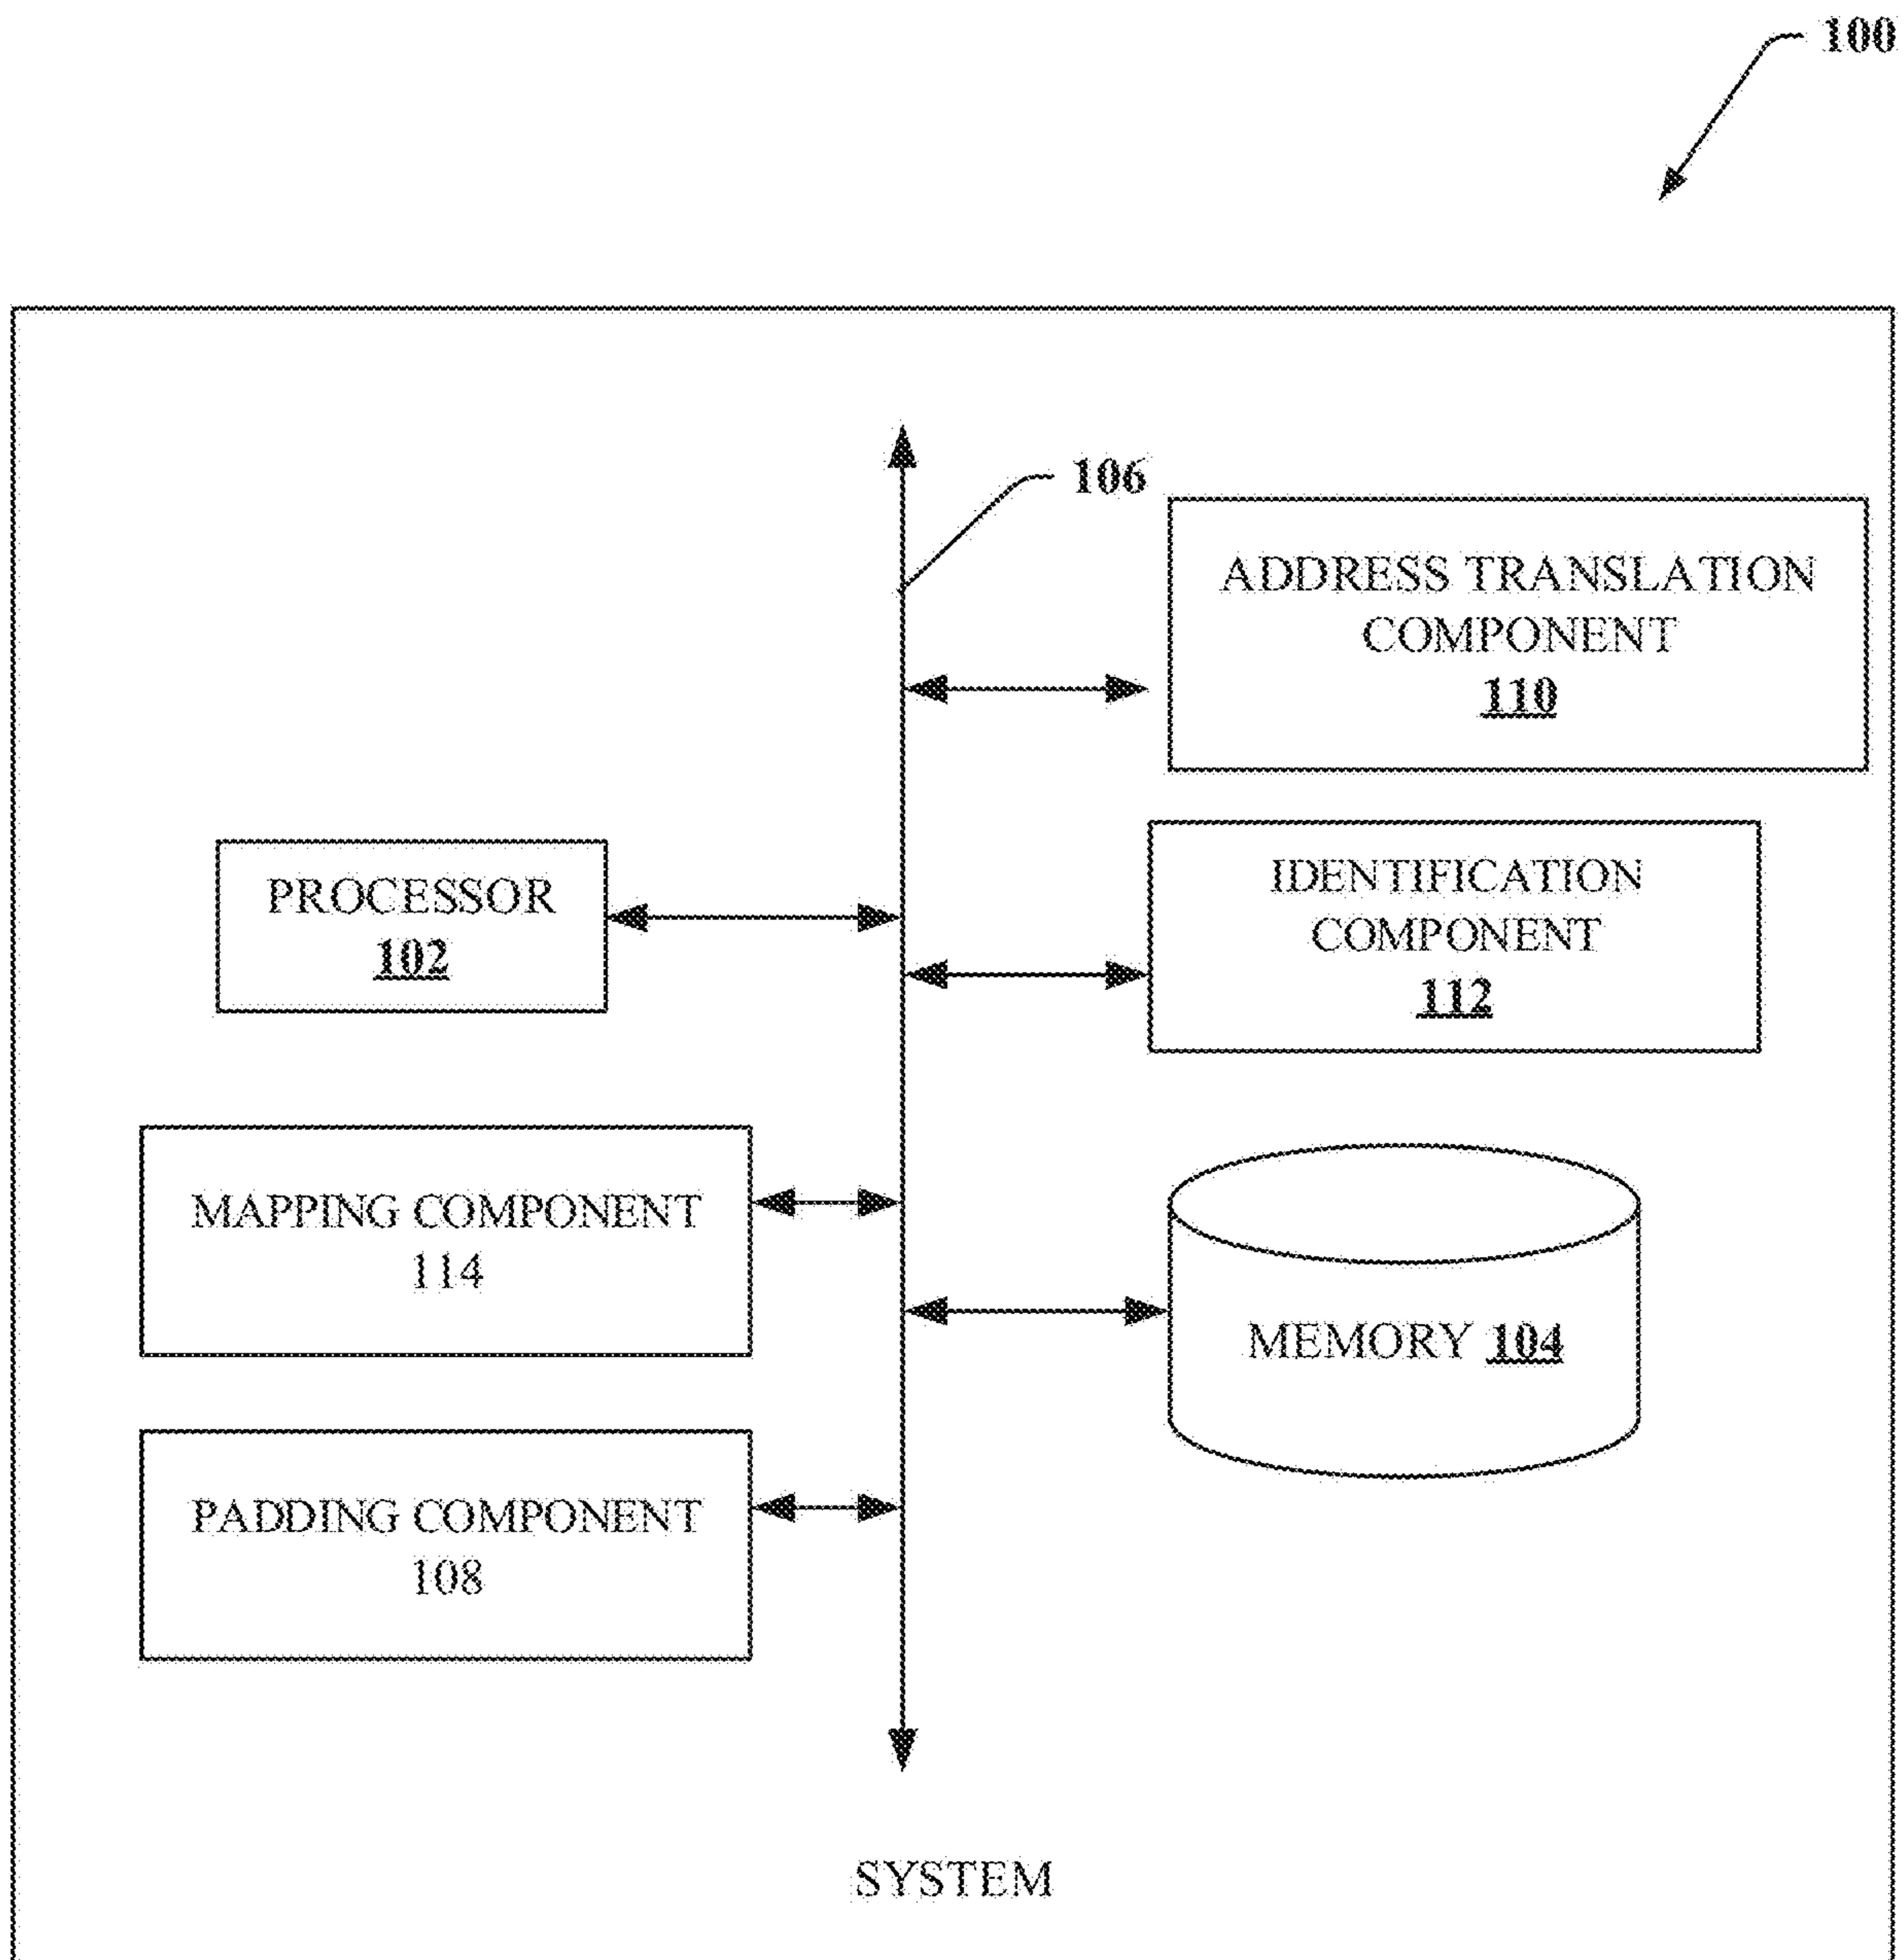 100
106
ADDRESS TRANSLATION
COMPONENT
110
PROCESSOR
102
IDENTIFICATION
COMPONENT
112
MAPPING COMPONENT
114
MEMORY 104
PADDING COMPONENT
108
SYSTEM